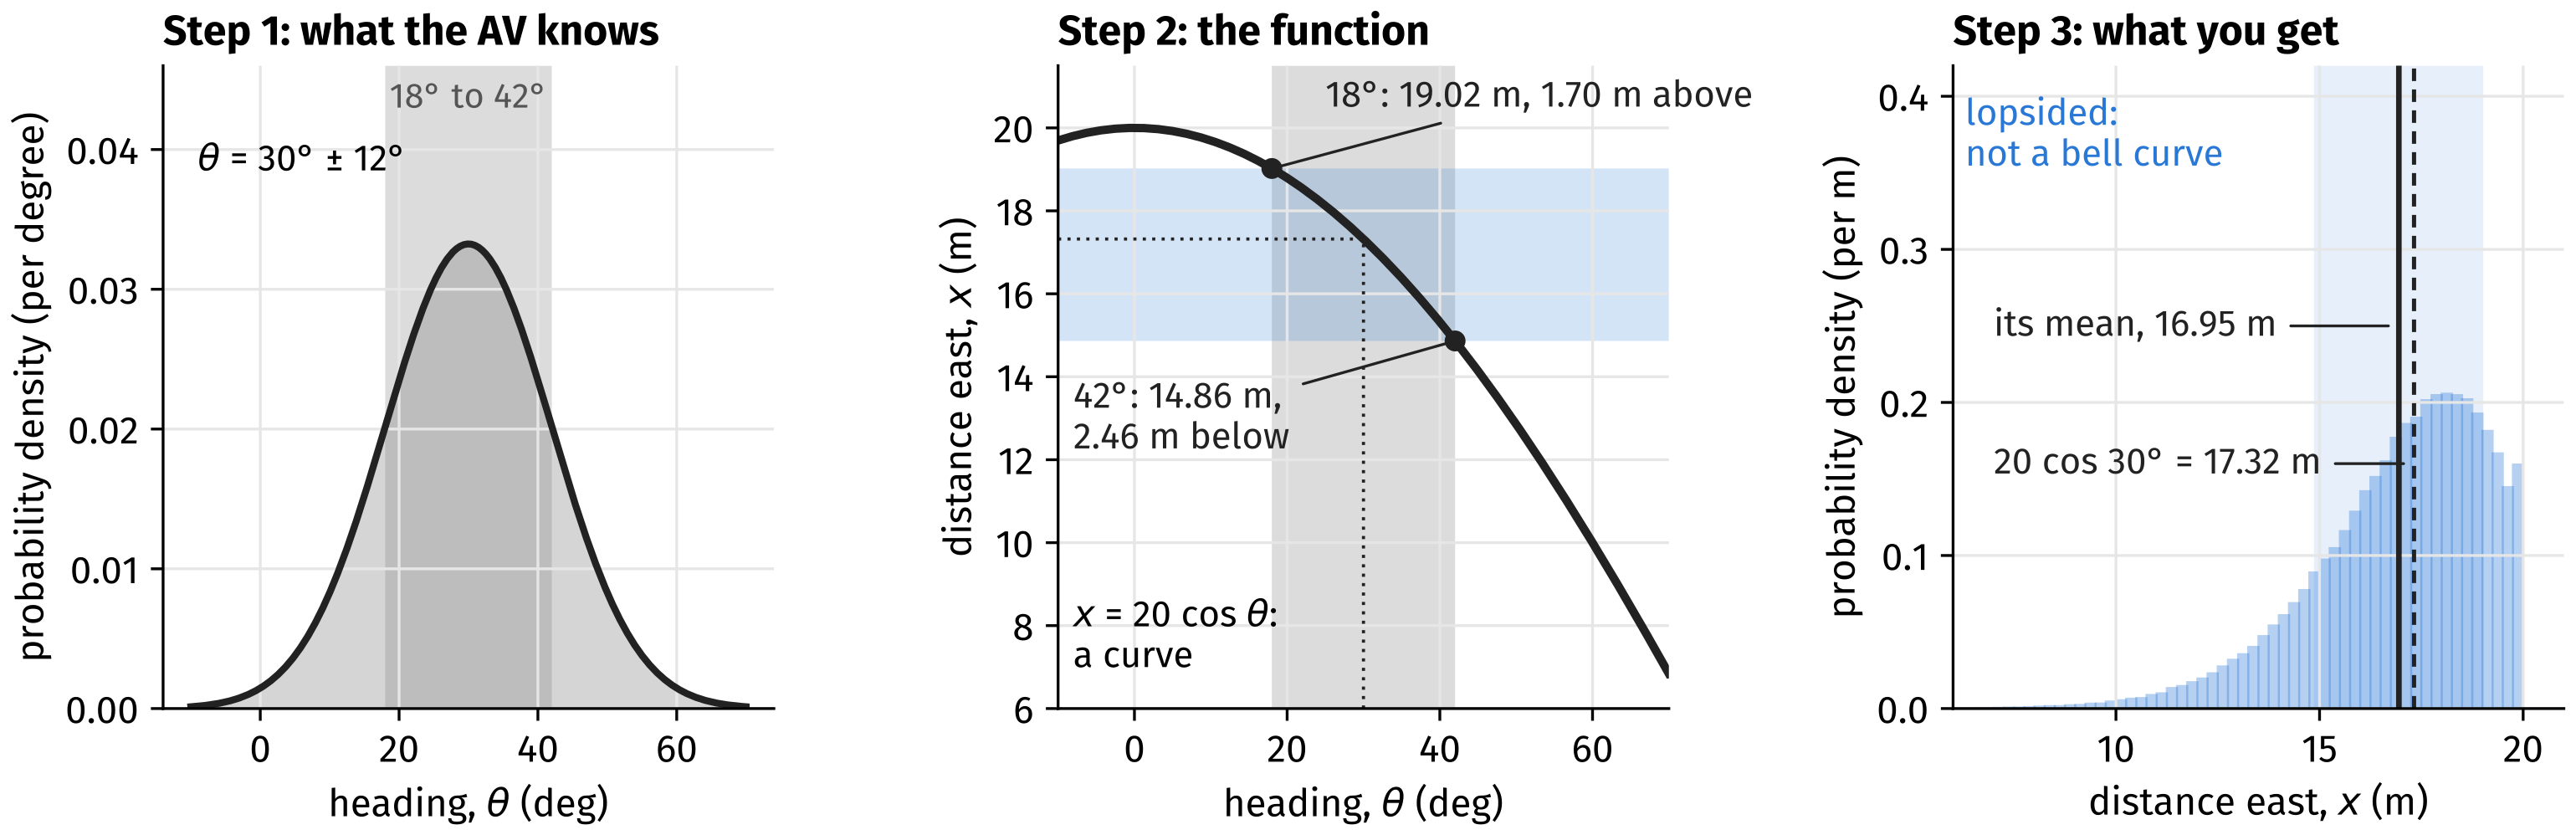 Step 1: what the AV knows
18° to 42°
θ = 30° ± 12°
probability density (per degree)
0.04
0.03
0.02
0.01
0.00
0
20
40
60
heading, θ (deg)
Step 2: the function
18°: 19.02 m, 1.70 m above
distance east, x (m)
20
18
16
14
12
10
8
6
42°: 14.86 m,
2.46 m below
x = 20 cos θ:
a curve
0
20
40
60
heading, θ (deg)
Step 3: what you get
lopsided:
not a bell curve
probability density (per m)
0.4
0.3
0.2
0.1
0.0
its mean, 16.95 m
20 cos 30° = 17.32 m
10
15
20
distance east, x (m)